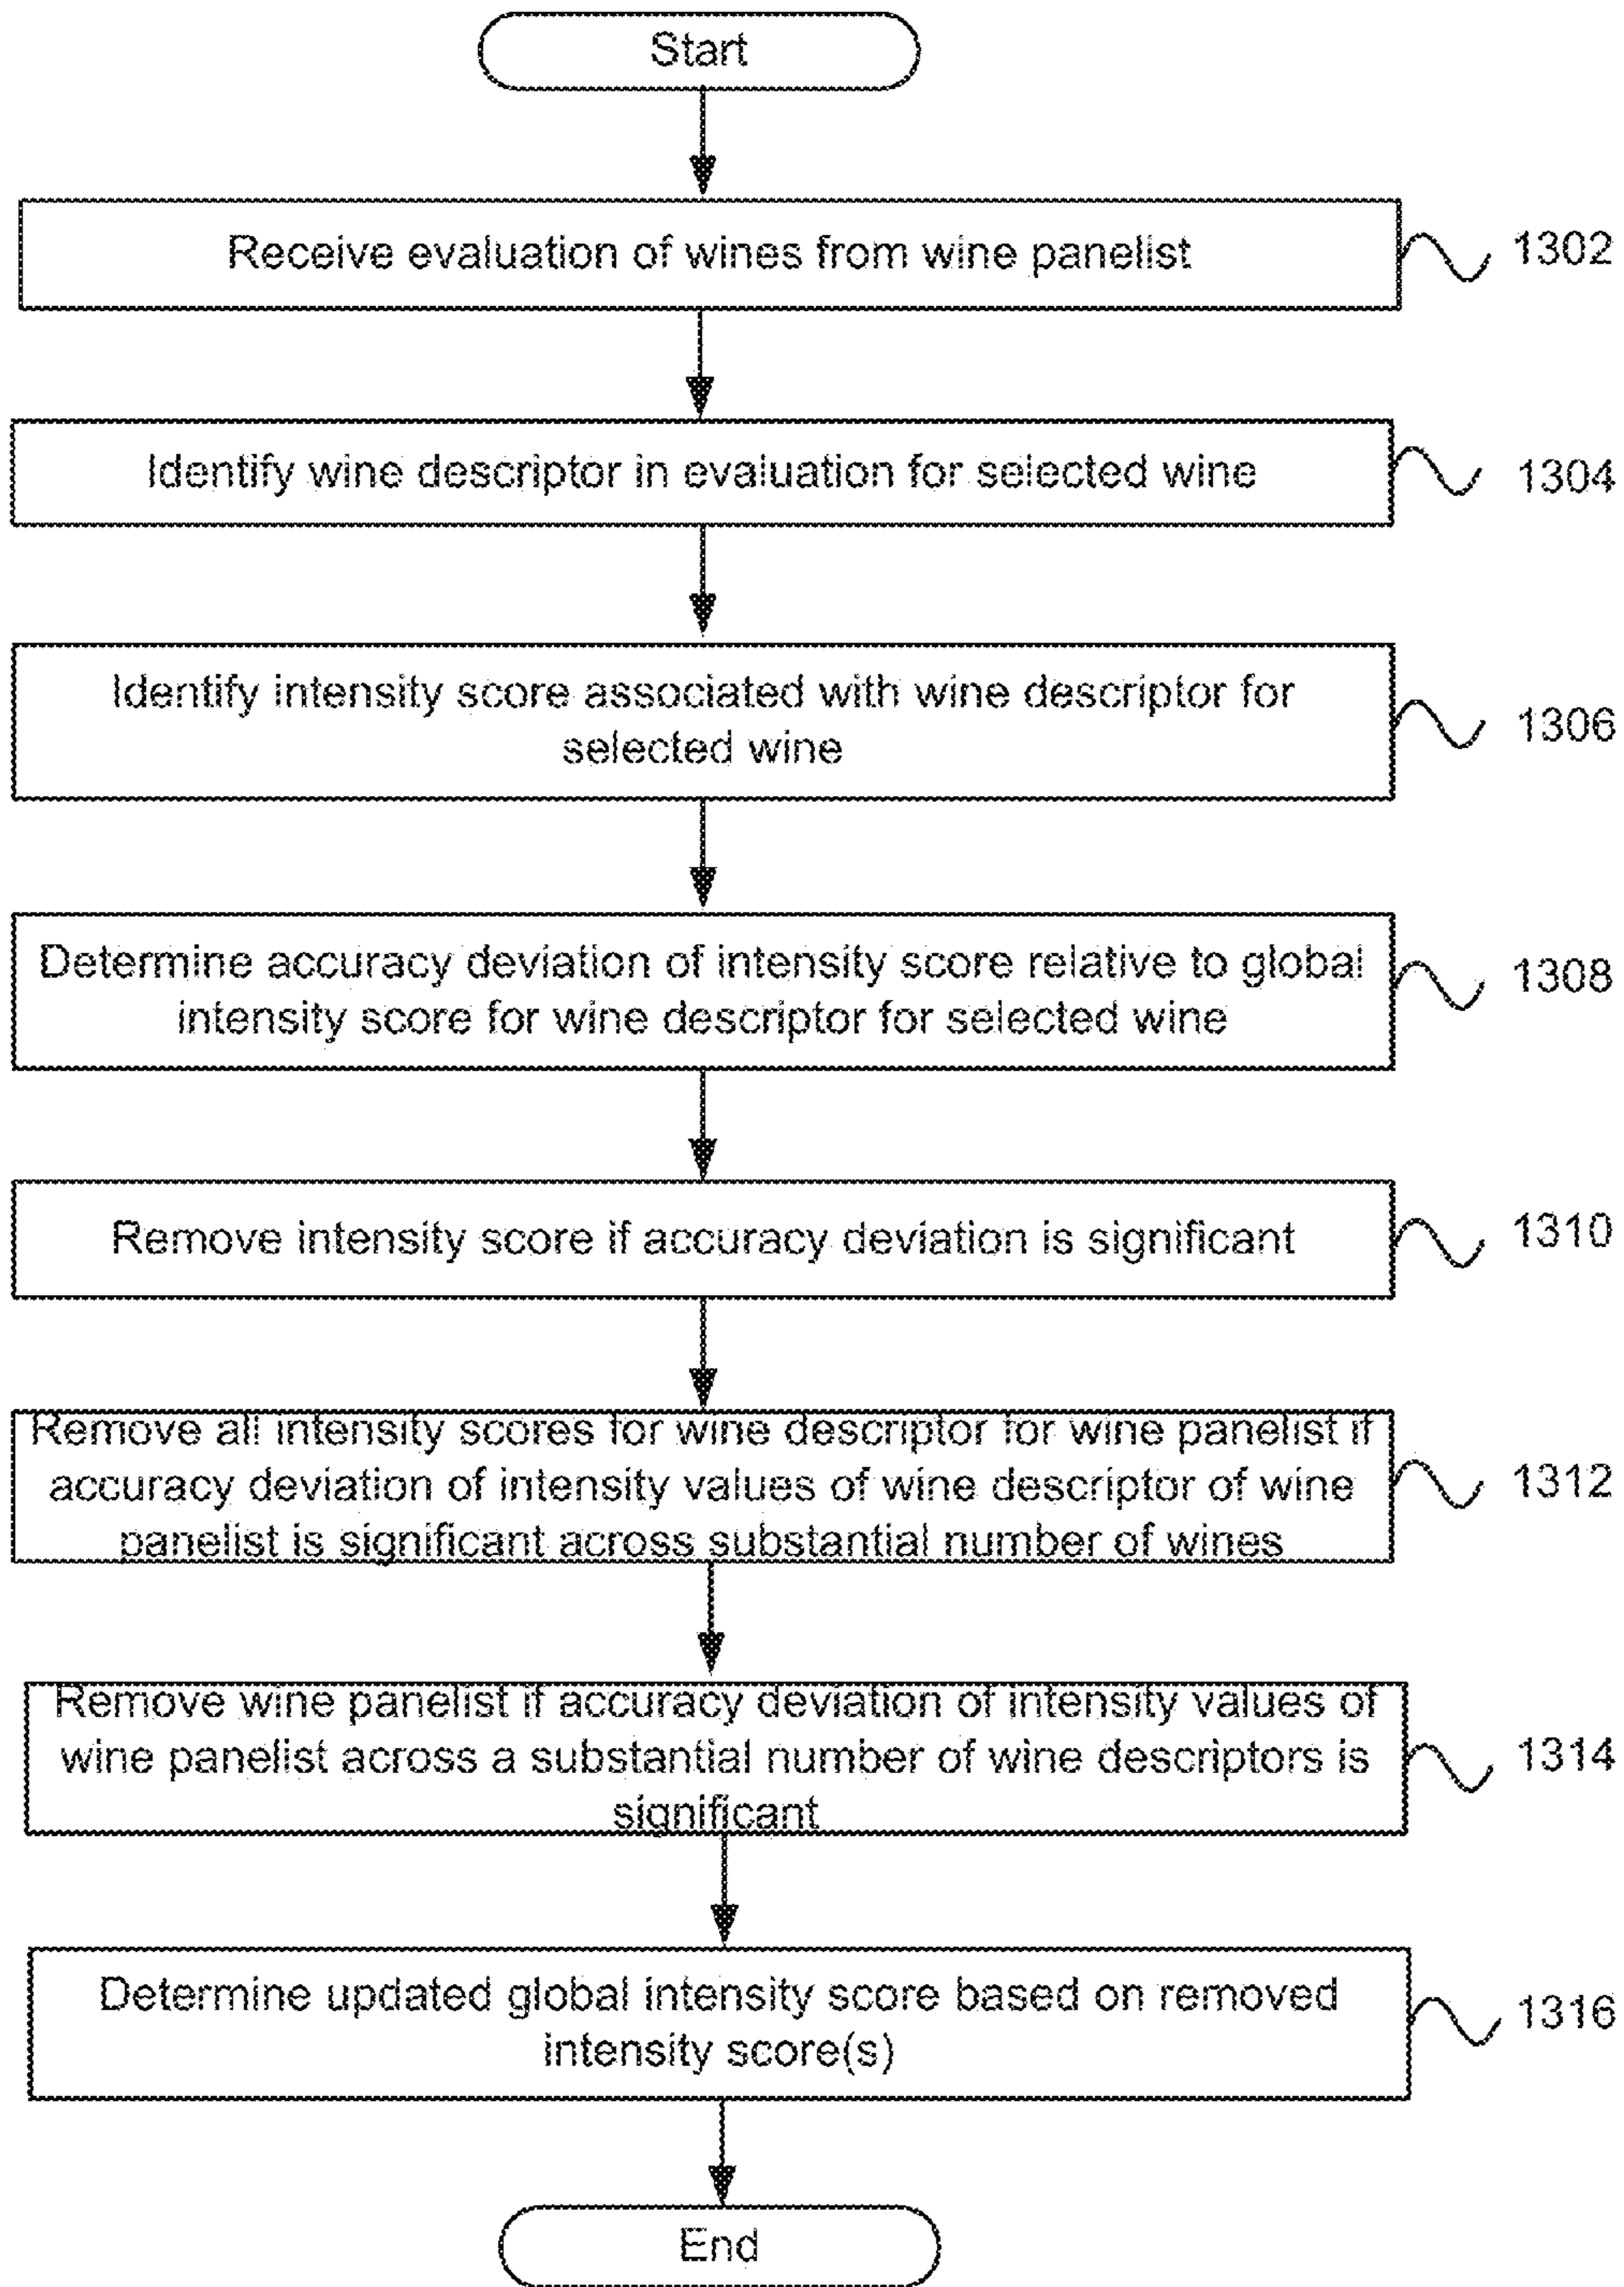 Start
Receive evaluation of wines from wine panelist
1302
Identify wine descriptor in evaluation for selected wine
1304
Identify intensity score associated with wine descriptor for
selected wine
1306
Determine accuracy deviation of intensity score relative to global
intensity score for wine descriptor for selected wine
1308
Remove intensity score if accuracy deviation is significant
1310
Remove all intensity scores for wine descriptor for wine panelist if
accuracy deviation of intensity values of wine descriptor of wine
panelist is significant across substantial number of wines
1312
Remove wine panelist if accuracy deviation of intensity values of
wine panelist across a substantial number of wine descriptors is
significant
1314
Determine updated global intensity score based on removed
intensity score(s)
1316
End